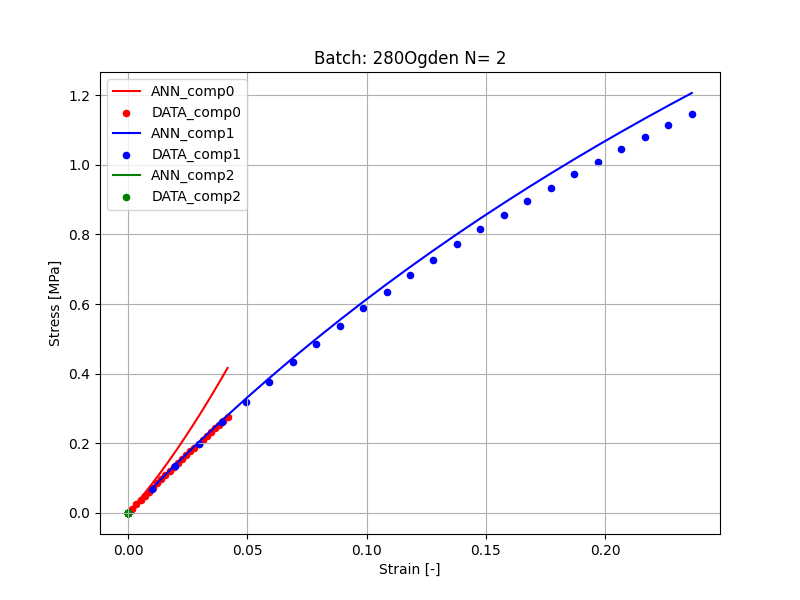 Batch: 280Ogden N= 2
ANN_comp0
DATA_comp0
ANN_comp1
DATA_comp1
ANN_comp2
DATA_comp2
Stress [MPa]
1.2
1.0
0.8
0.6
0.4
0.2
0.0
0.00 0.05 0.10 0.15 0.20
Strain [-]